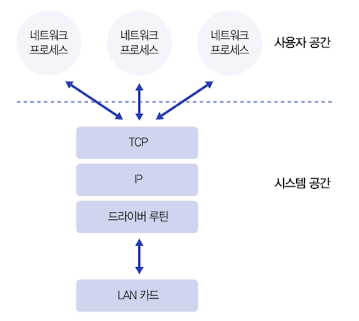 네트워크
프로세스
네트워크
프로세스
네트워크
프로세스
사용자 공간
TCP
IP
시스템 공간
드라이버 루틴
LAN 카드